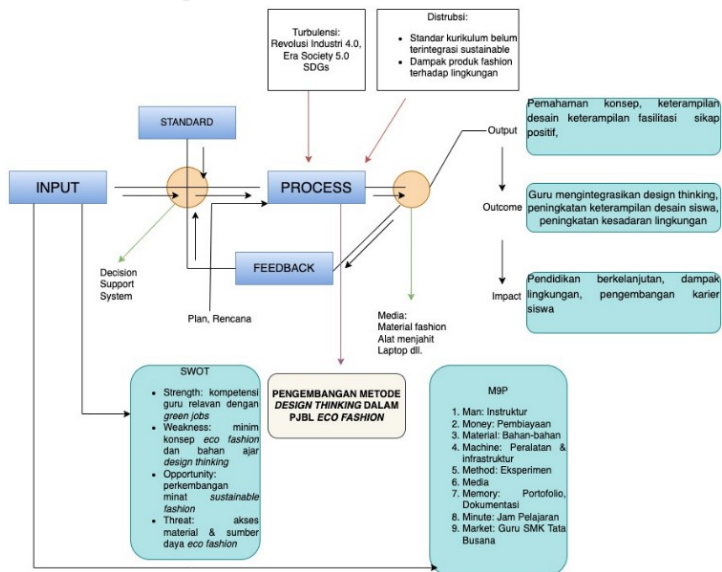 Turbulensi:
Revolusi Industri 4.0,
Era Society 5.0
SDGs
Distrubsi:
• Standar kurikulum belum
terintegrasi sustainable
• Dampak produk fashion
terhadap lingkungan
STANDARD
INPUT
PROCESS
FEEDBACK
Decision
Support
System
Plan, Rencana
Media:
Material fashion
Alat menjahit
Laptop dll.
Output
Pemahaman konsep, keterampilan
desain keterampilan fasilitasi sikap
positif,
Outcome
Guru mengintegrasikan design thinking,
peningkatan keterampilan desain siswa,
peningkatan kesadaran lingkungan
Impact
Pendidikan berkelanjutan, dampak
lingkungan, pengembangan karier
siswa
SWOT
• Strength: kompetensi
guru relavan dengan
green jobs
• Weakness: minim
konsep eco fashion
dan bahan ajar
design thinking
• Opportunity:
perkembangan
minat sustainable
fashion
• Threat: akses
material & sumber
daya eco fashion
PENGEMBANGAN METODE
DESIGN THINKING DALAM
PJBL ECO FASHION
M9P
1. Man: Instruktur
2. Money: Pembiayaan
3. Material: Bahan-bahan
4. Machine: Peralatan &
infrastruktur
5. Method: Eksperimen
6. Media
7. Memory: Portofolio,
Dokumentasi
8. Minute: Jam Pelajaran
9. Market: Guru SMK Tata
Busana